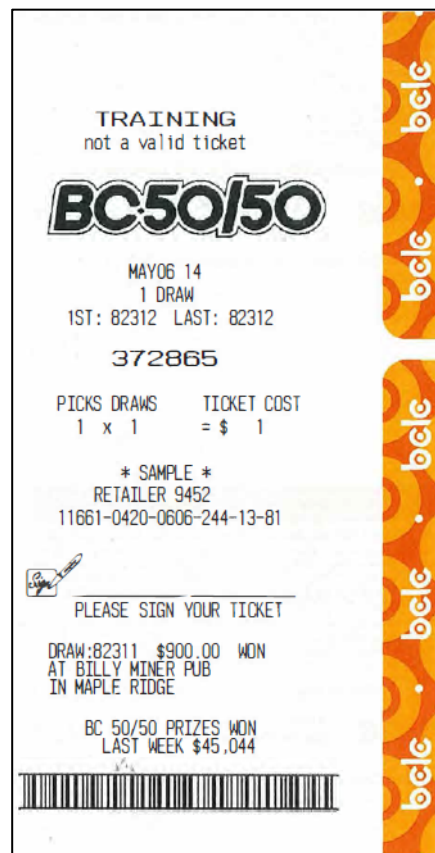 TRAINING
not a valid ticket
BC•50/50
MAY06 14
1 DRAW
1ST: 82312 LAST: 82312
372865
PICKS DRAWS TICKET COST
1 x 1 = $ 1
* SAMPLE *
RETAILER 9452
11661-0420-0606-244-13-81
Sign
PLEASE SIGN YOUR TICKET
DRAW:82311 $900.00 WON
AT BILLY MINER PUB
IN MAPLE RIDGE
BC 50/50 PRIZES WON
LAST WEEK $45,044
bclc • bclc
bclc • bclc • bclc